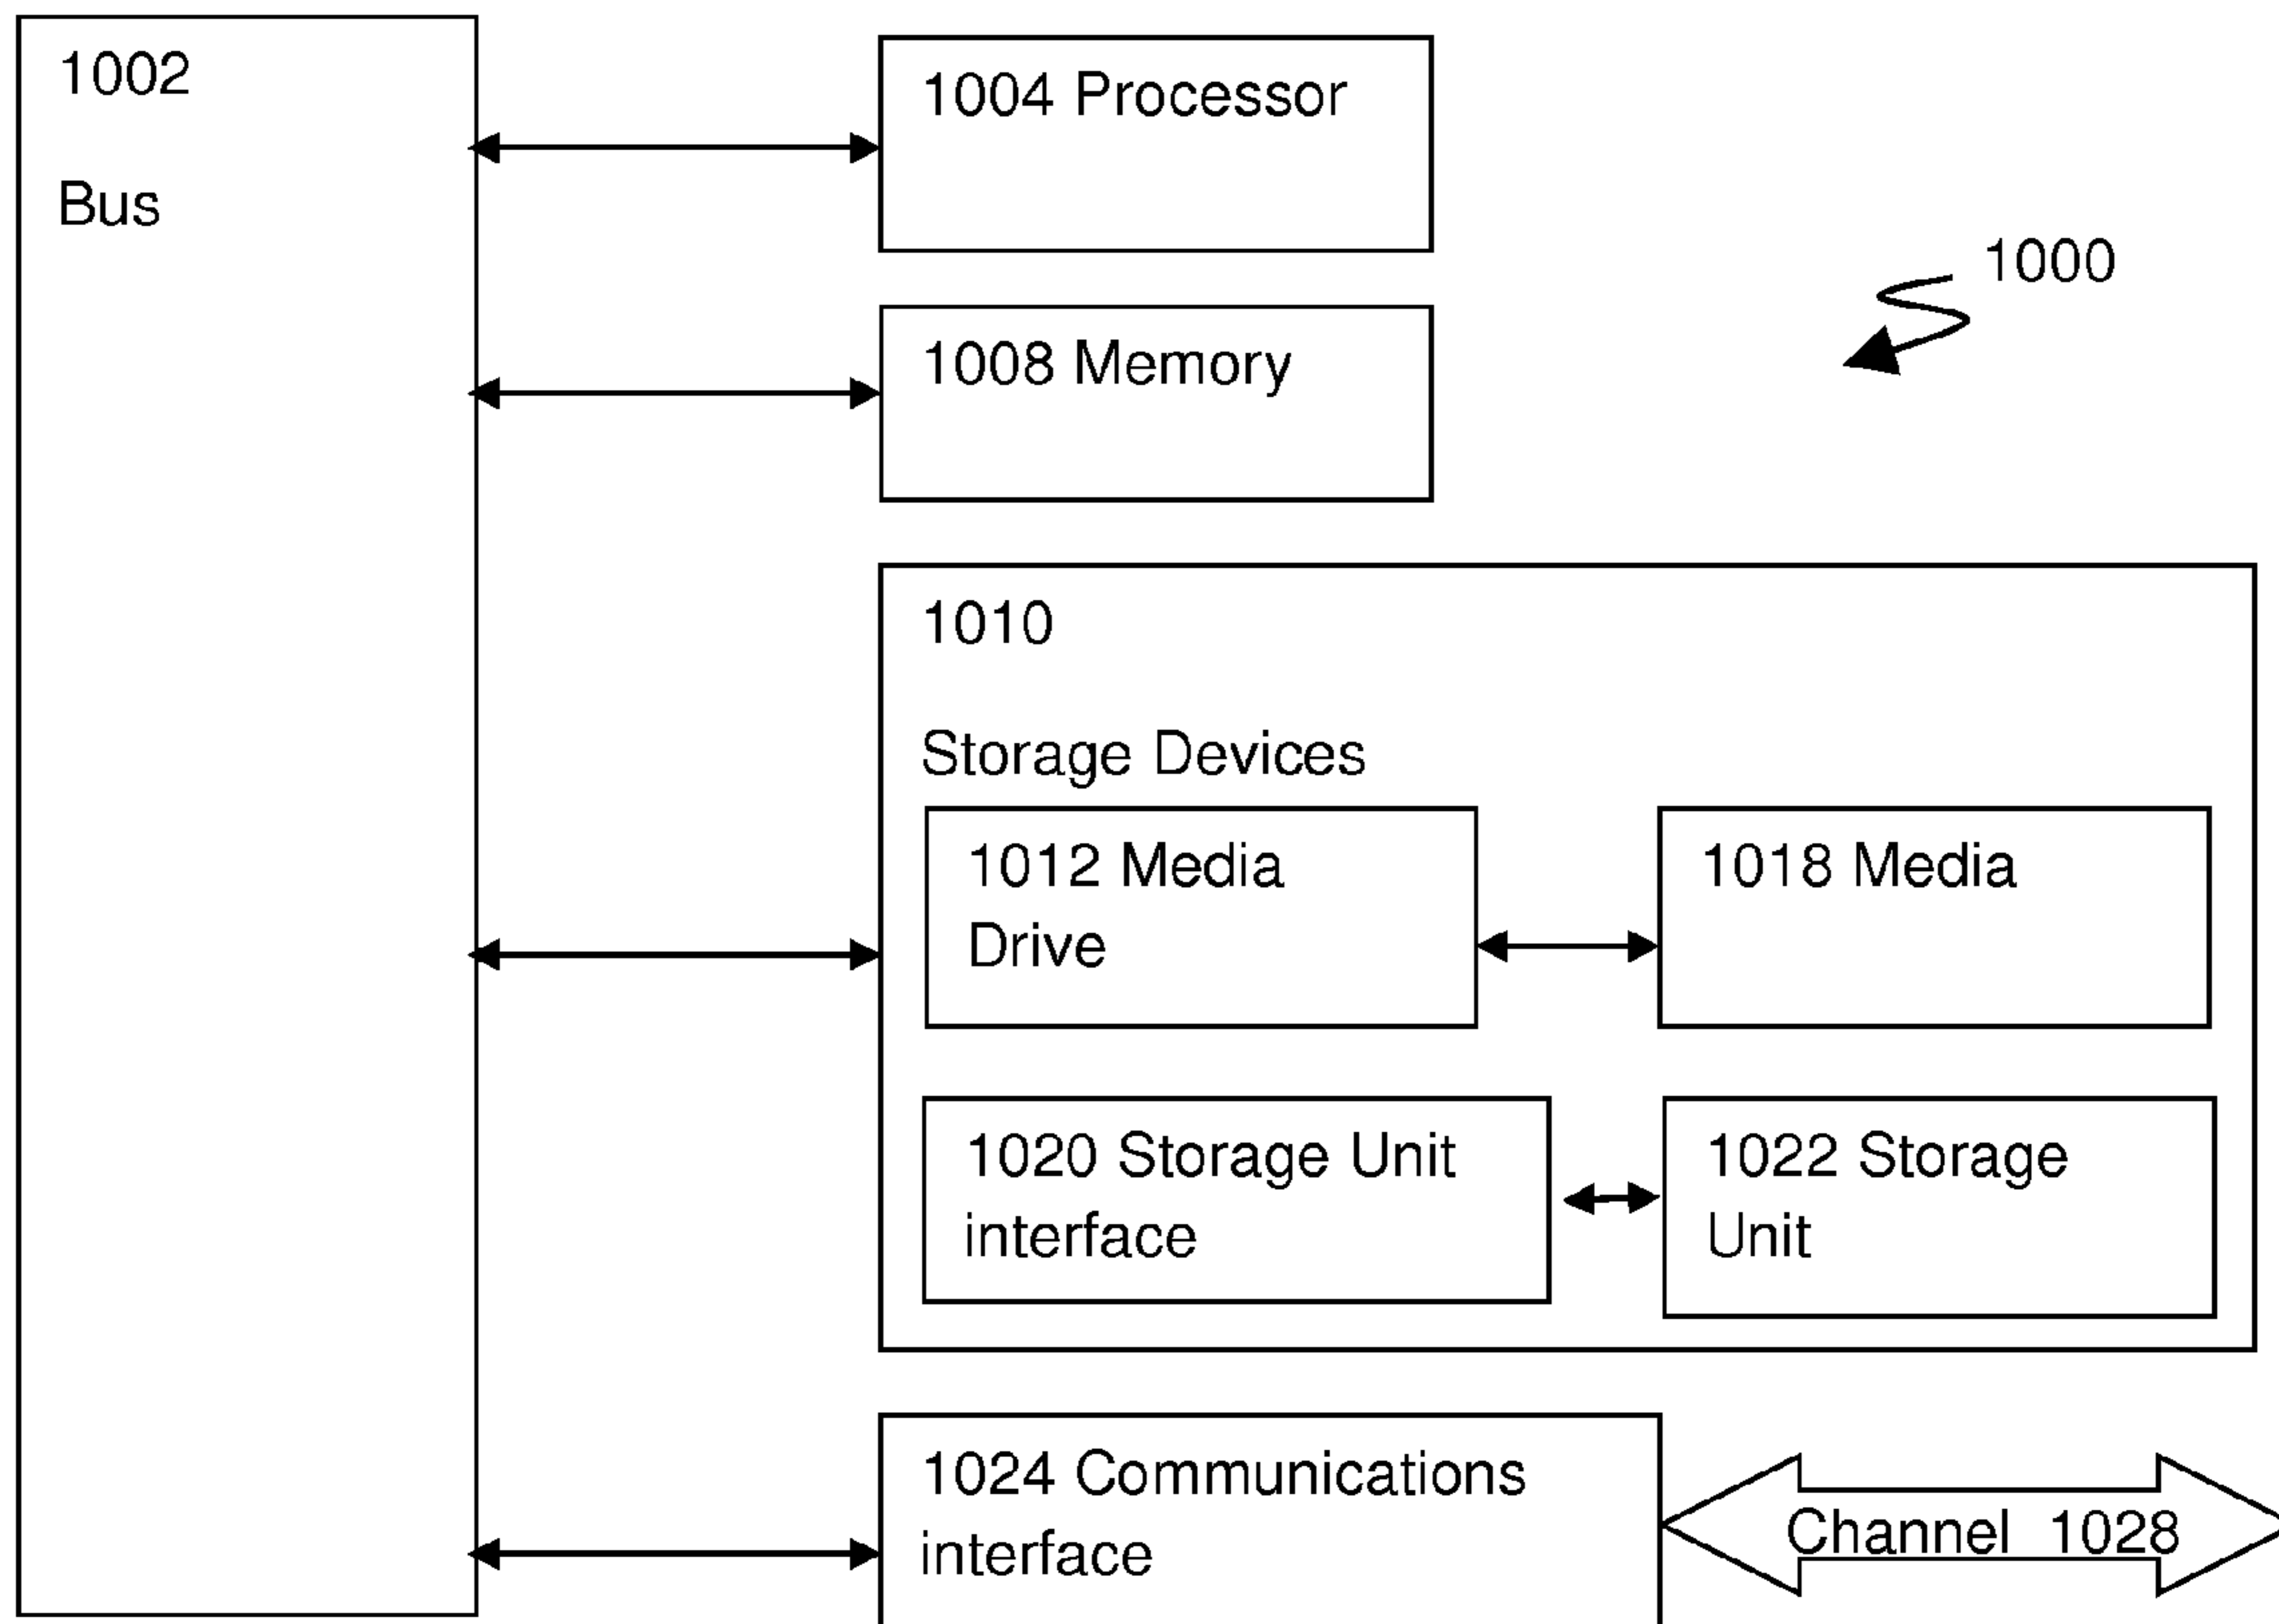 1002
Bus
1004 Processor
1000
1008 Memory
1010
Storage Devices
1012 Media
Drive
1018 Media
1020 Storage Unit
interface
1022 Storage
Unit
1024 Communications
interface
Channel 1028